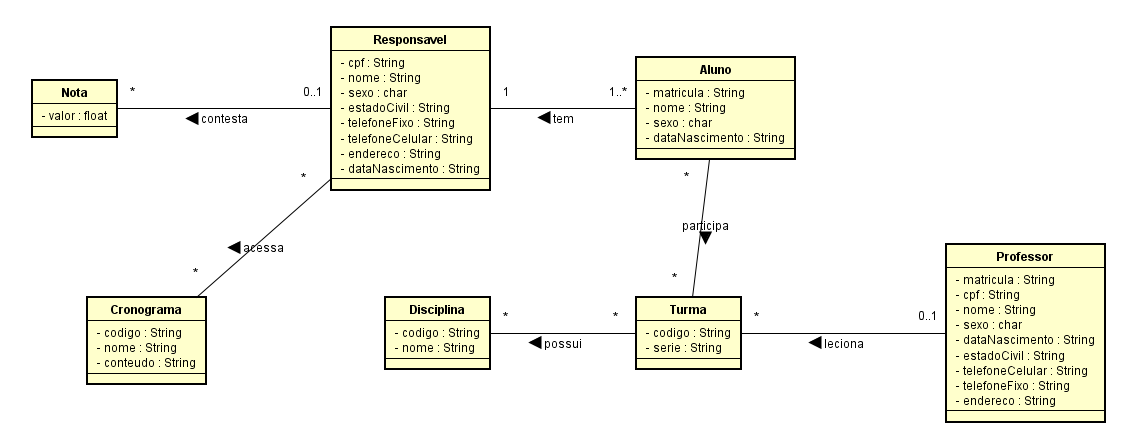 Responsavel
- cpf : String
- nome : String
- sexo : char
- estadoCivil : String
- telefoneFixo : String
- telefoneCelular : String
- endereco : String
- dataNascimento : String
Aluno
- matricula : String
- nome : String
- sexo : char
- dataNascimento : String
Nota
- valor : float
*
0..1
contesta
1
1..*
tem
*
acessa
*
*
participa
*
Cronograma
- codigo : String
- nome : String
- conteudo : String
Disciplina
- codigo : String
- nome : String
*
*
possui
Turma
- codigo : String
- serie : String
*
0..1
leciona
Professor
- matricula : String
- cpf : String
- nome : String
- sexo : char
- dataNascimento : String
- estadoCivil : String
- telefoneCelular : String
- telefoneFixo : String
- endereco : String